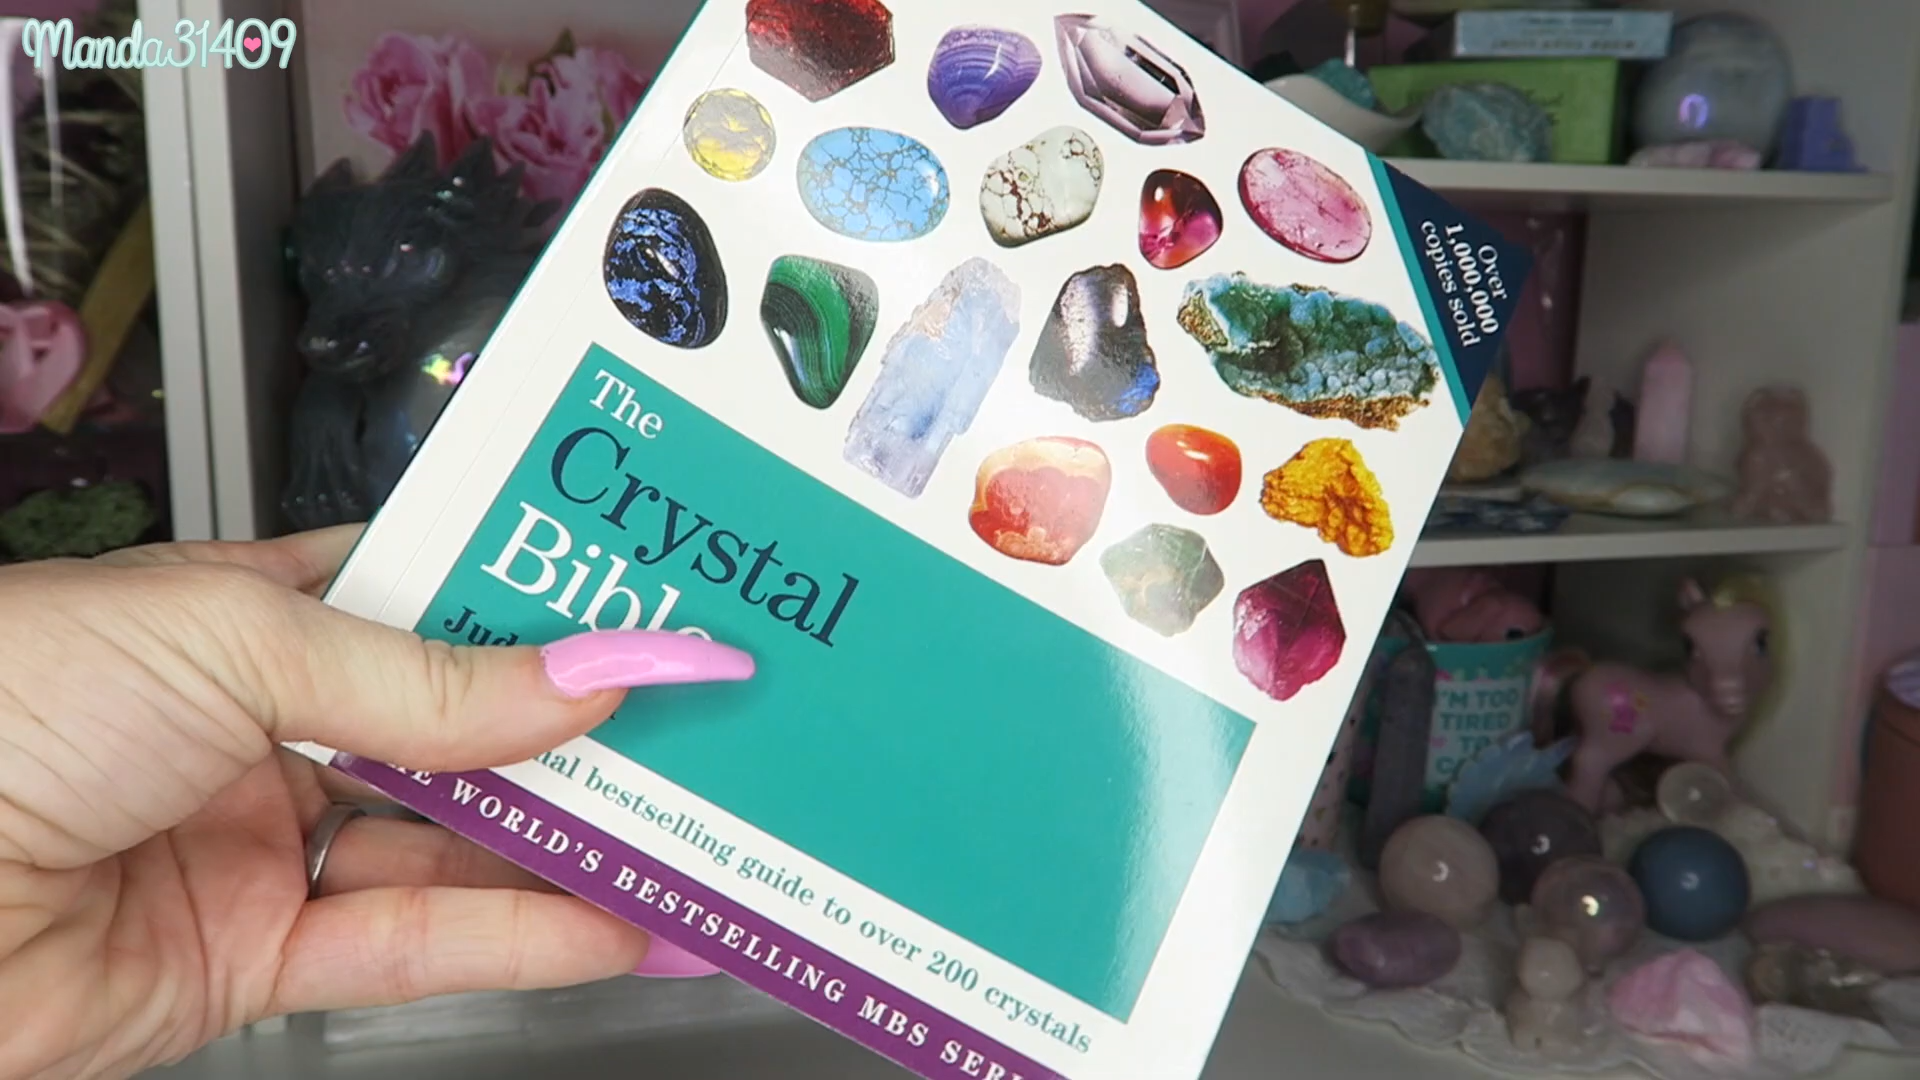 Manda31409
Over
1,000,000
copies sold
The
Crystal
Bible
bestselling guide to over 200 crystals
WORLD'S BESTSELLING MBS
I'M TOO
TIRED
TO